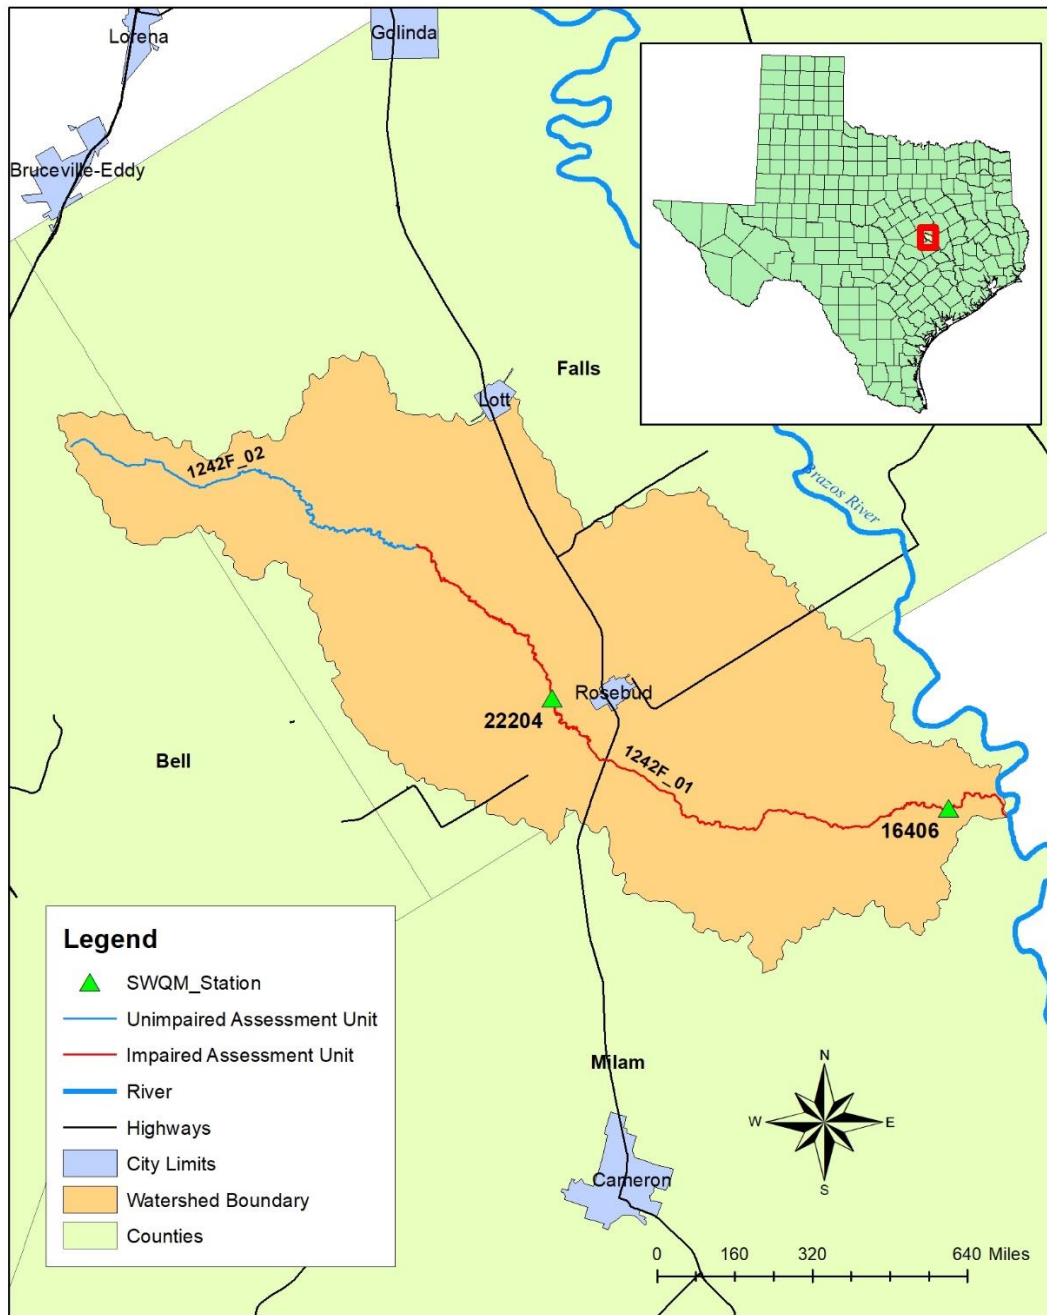 Lorena
Golinda
Bruceville-Eddy
Falls
Lott
1242F_02
Brazos River
Rosebud
22204
Bell
1242F_01
16406
Legend
SWQM_Station
Unimpaired Assessment Unit
Impaired Assessment Unit
River
Highways
City Limits
Watershed Boundary
Counties
Milam
N
W
E
S
Cameron
0 160 320 640 Miles